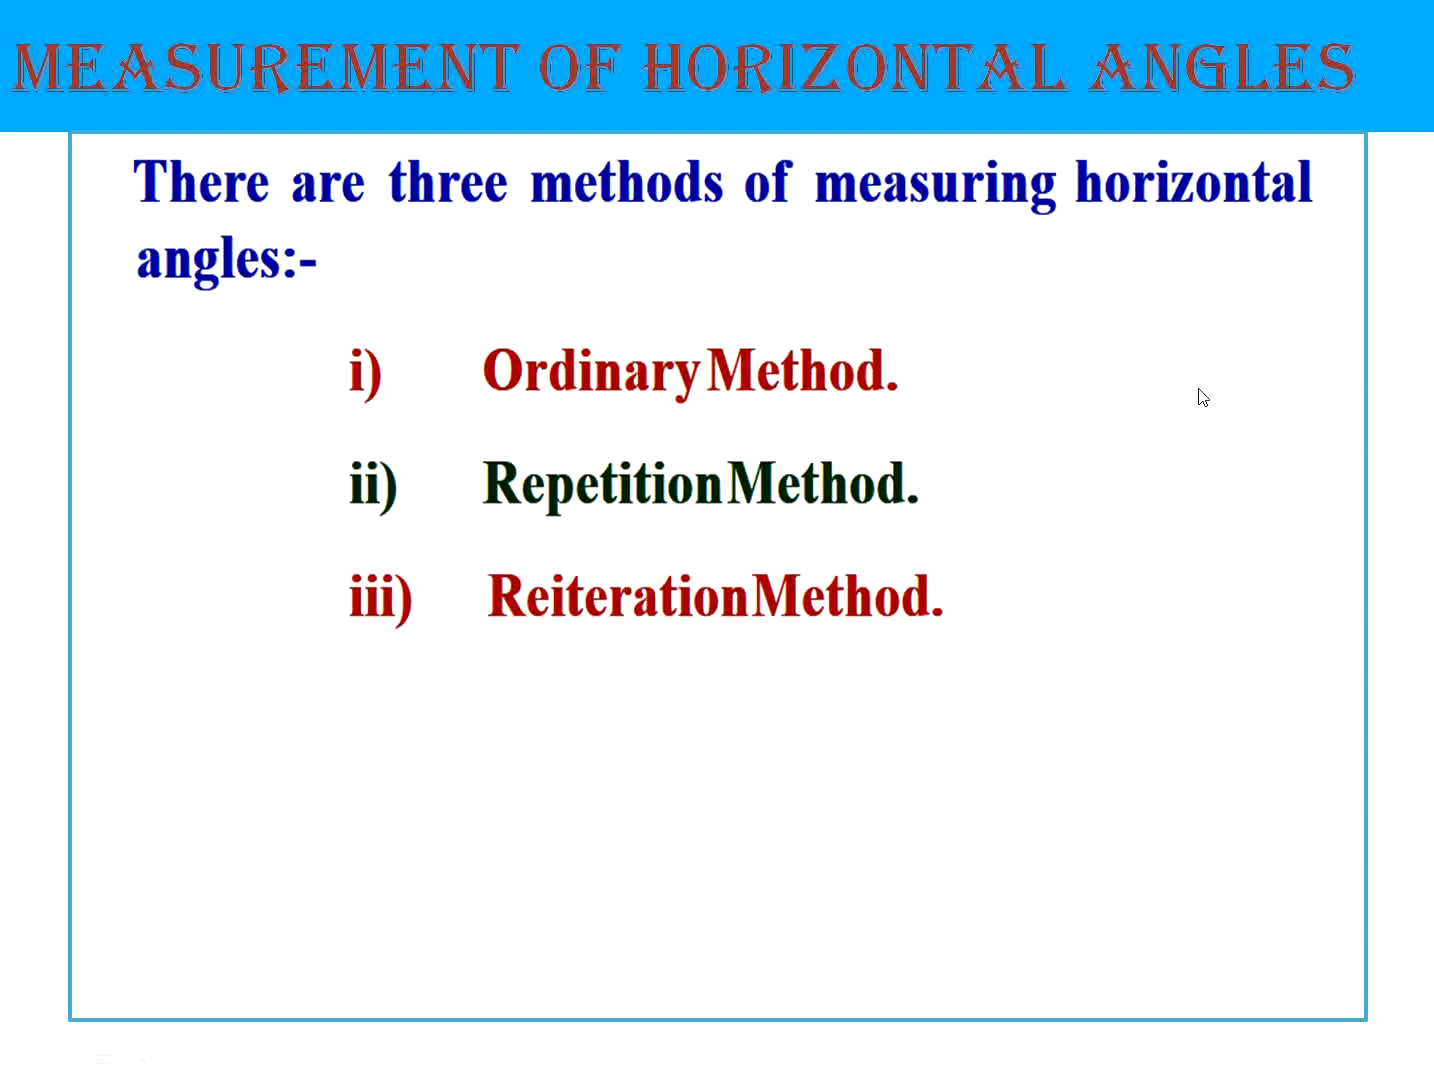 MEASUREMENT OF HORIZONTAL ANGLES
There are three methods of measuring horizontal
angles:-
i) Ordinary Method.
ii) Repetition Method.
iii) Reiteration Method.